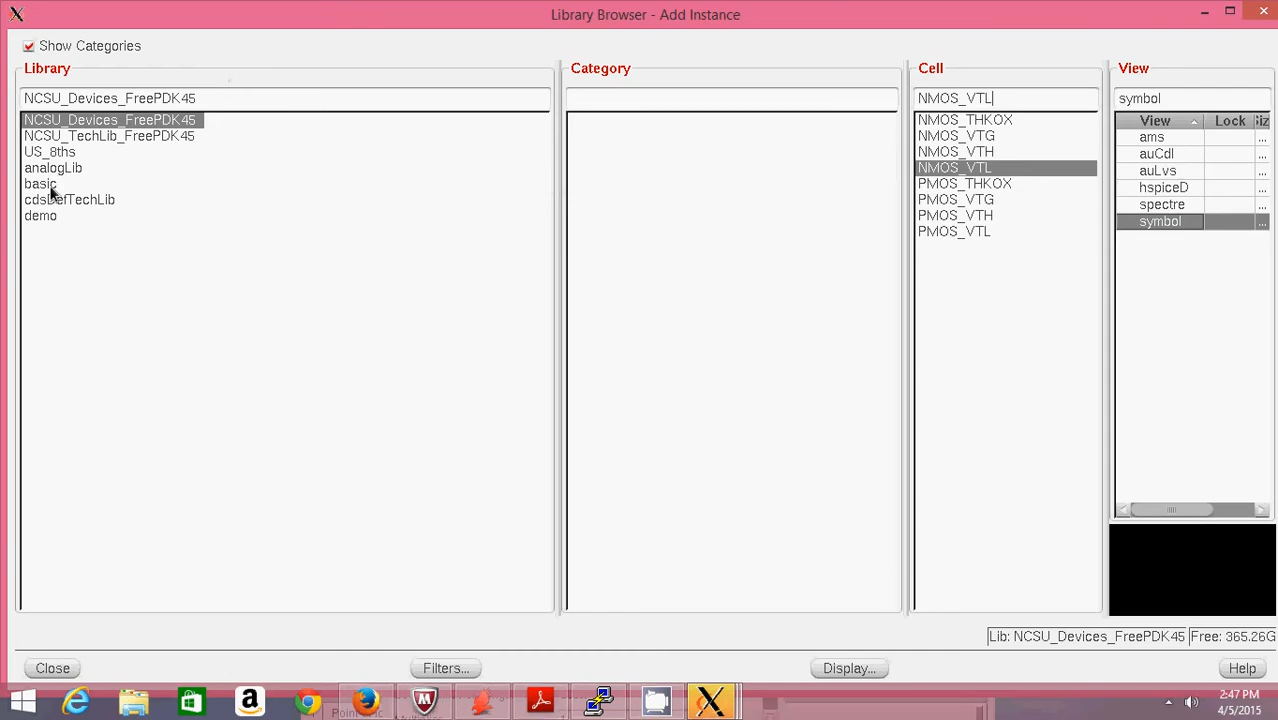 Library Browser - Add Instance
Show Categories
Library
Category
Cell
View
NCSU_Devices_FreePDK45
NMOS_VTL
symbol
NCSU_Devices_FreePDK45
NCSU_TechLib_FreePDK45
US_8ths
analogLib
basic
cdsDefTechLib
demo
NMOS_THKOX
NMOS_VTG
NMOS_VTH
NMOS_VTL
PMOS_THKOX
PMOS_VTG
PMOS_VTH
PMOS_VTL
View Lock
ams ...
auCdl ...
auLvs ...
hspiceD ...
spectre ...
symbol ...
Lib: NCSU_Devices_FreePDK45 Free: 365.26G
Close
Filters...
Display...
Help
2:47 PM
4/5/2015